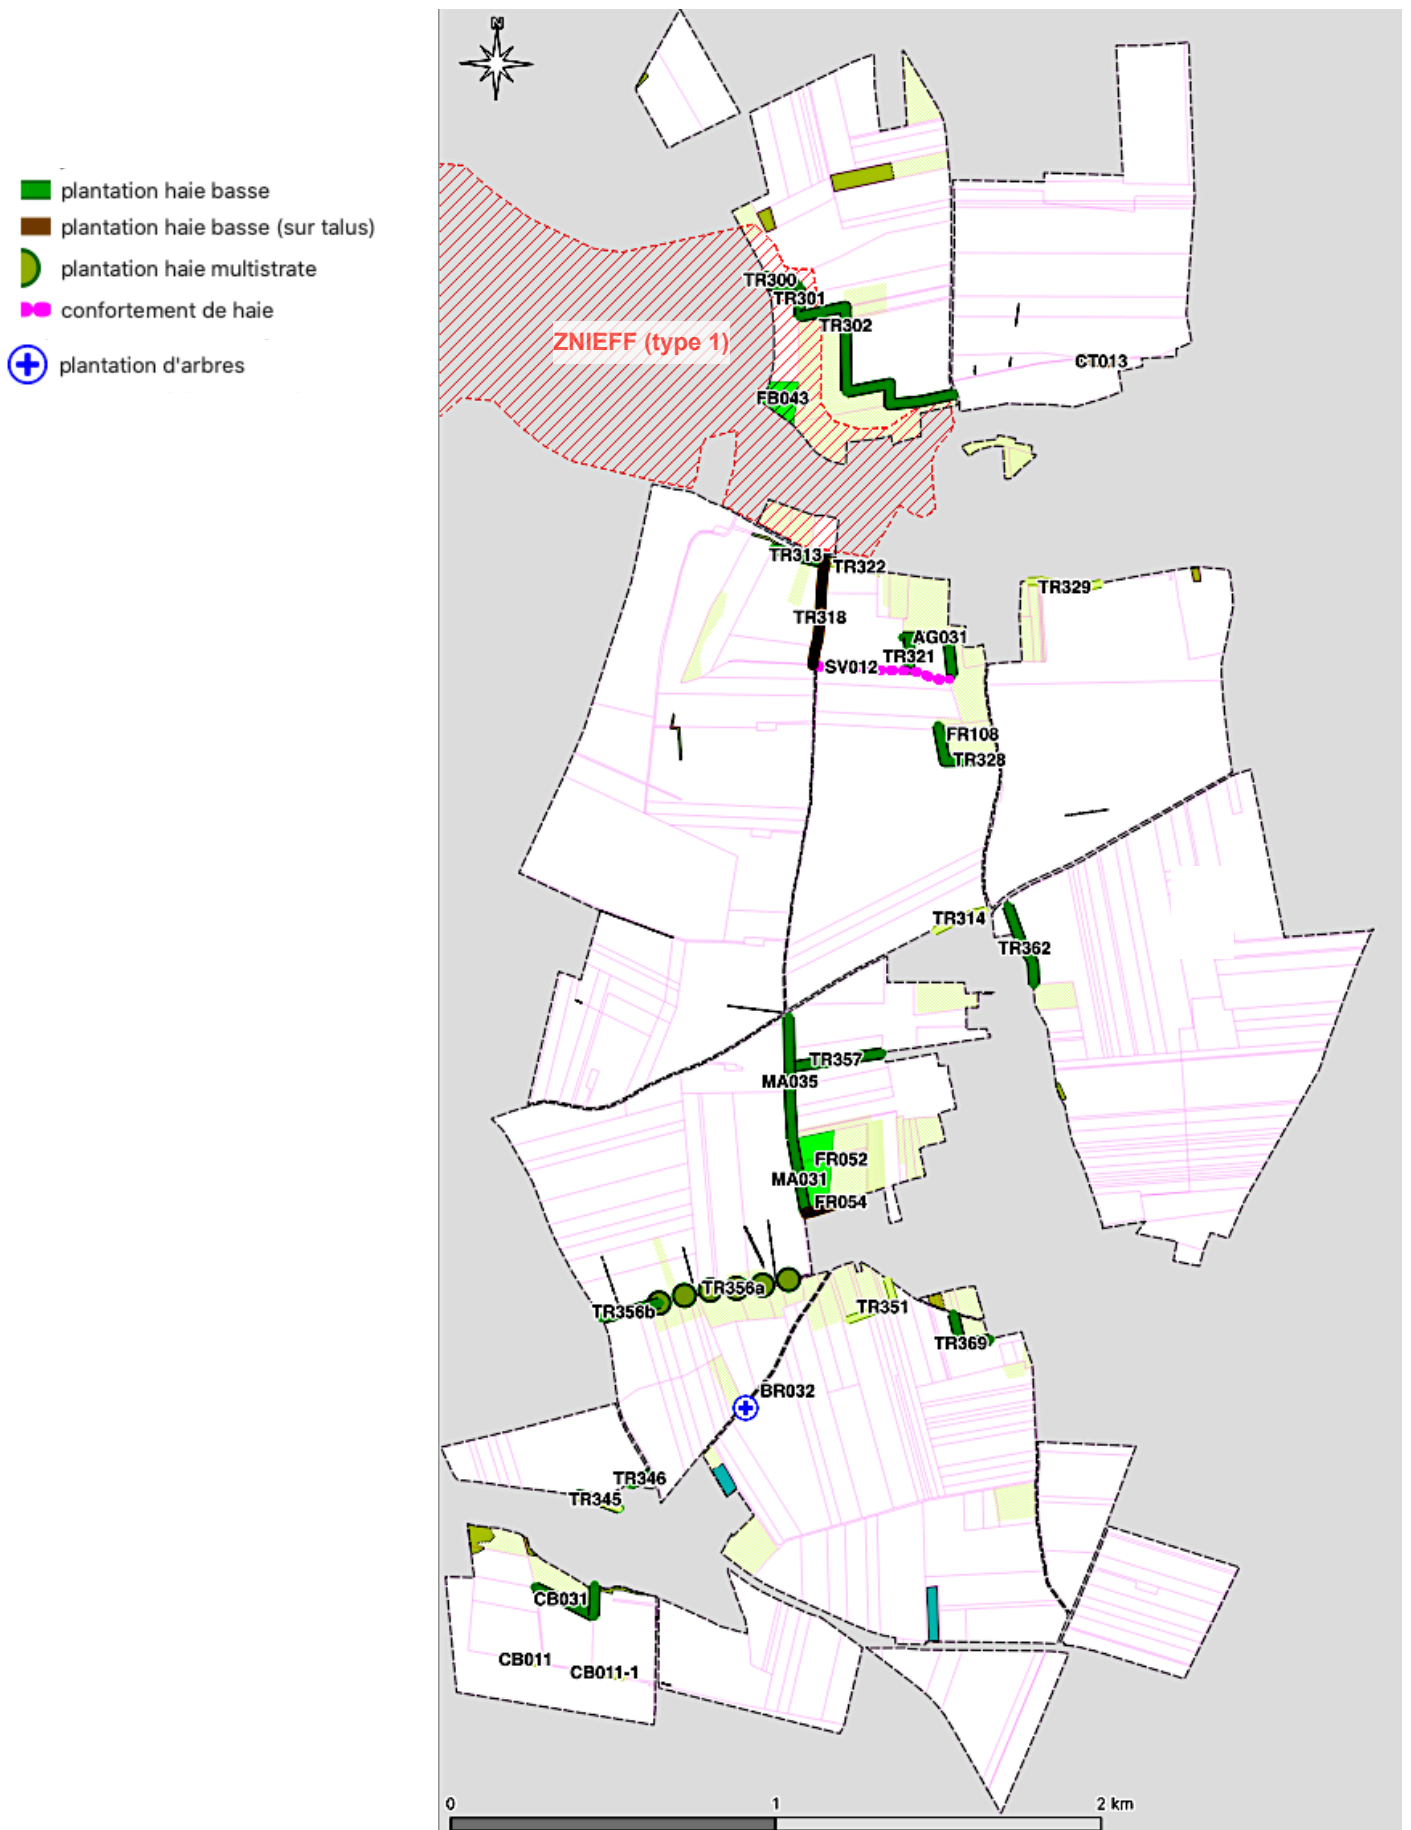 N
plantation haie basse
plantation haie basse (sur talus)
plantation haie multistrate
confortement de haie
plantation d'arbres
TR300
TR301
TR302
ZNIEFF (type 1)
CT013
FB043
TR313
TR322
TR329
TR318
AG031
TR321
SV012
FR108
TR328
TR314
TR362
TR357
MA035
FR052
MA031
FR054
TR356a
TR356b
TR351
TR369
BR032
TR346
TR345
CB031
CB011
CB011-1
0 1 2 km